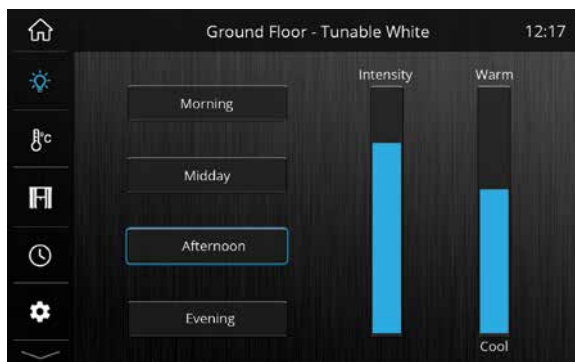 Ground Floor - Tunable White 12:17
Intensity Warm
Morning
°C
Midday
Afternoon
Evening
Cool